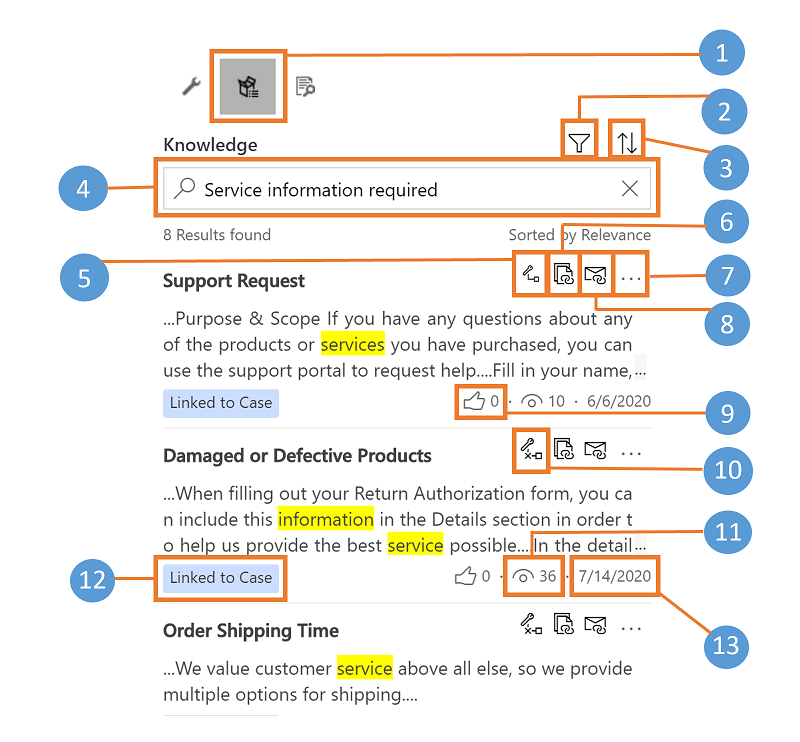 1
2
Knowledge
3
4
Service information required
6
8 Results found
Sorted by Relevance
5
Support Request
...
7
...Purpose & Scope If you have any questions about any
8
of the products or services you have purchased, you can
use the support portal to request help....Fill in your name,...
Linked to Case
0 · 10 · 6/6/2020
9
Damaged or Defective Products
...
10
...When filling out your Return Authorization form, you ca
n include this information in the Details section in order t
11
o help us provide the best service possible....In the detail...
12
Linked to Case
0 · 36 · 7/14/2020
Order Shipping Time
...
13
...We value customer service above all else, so we provide
multiple options for shipping....